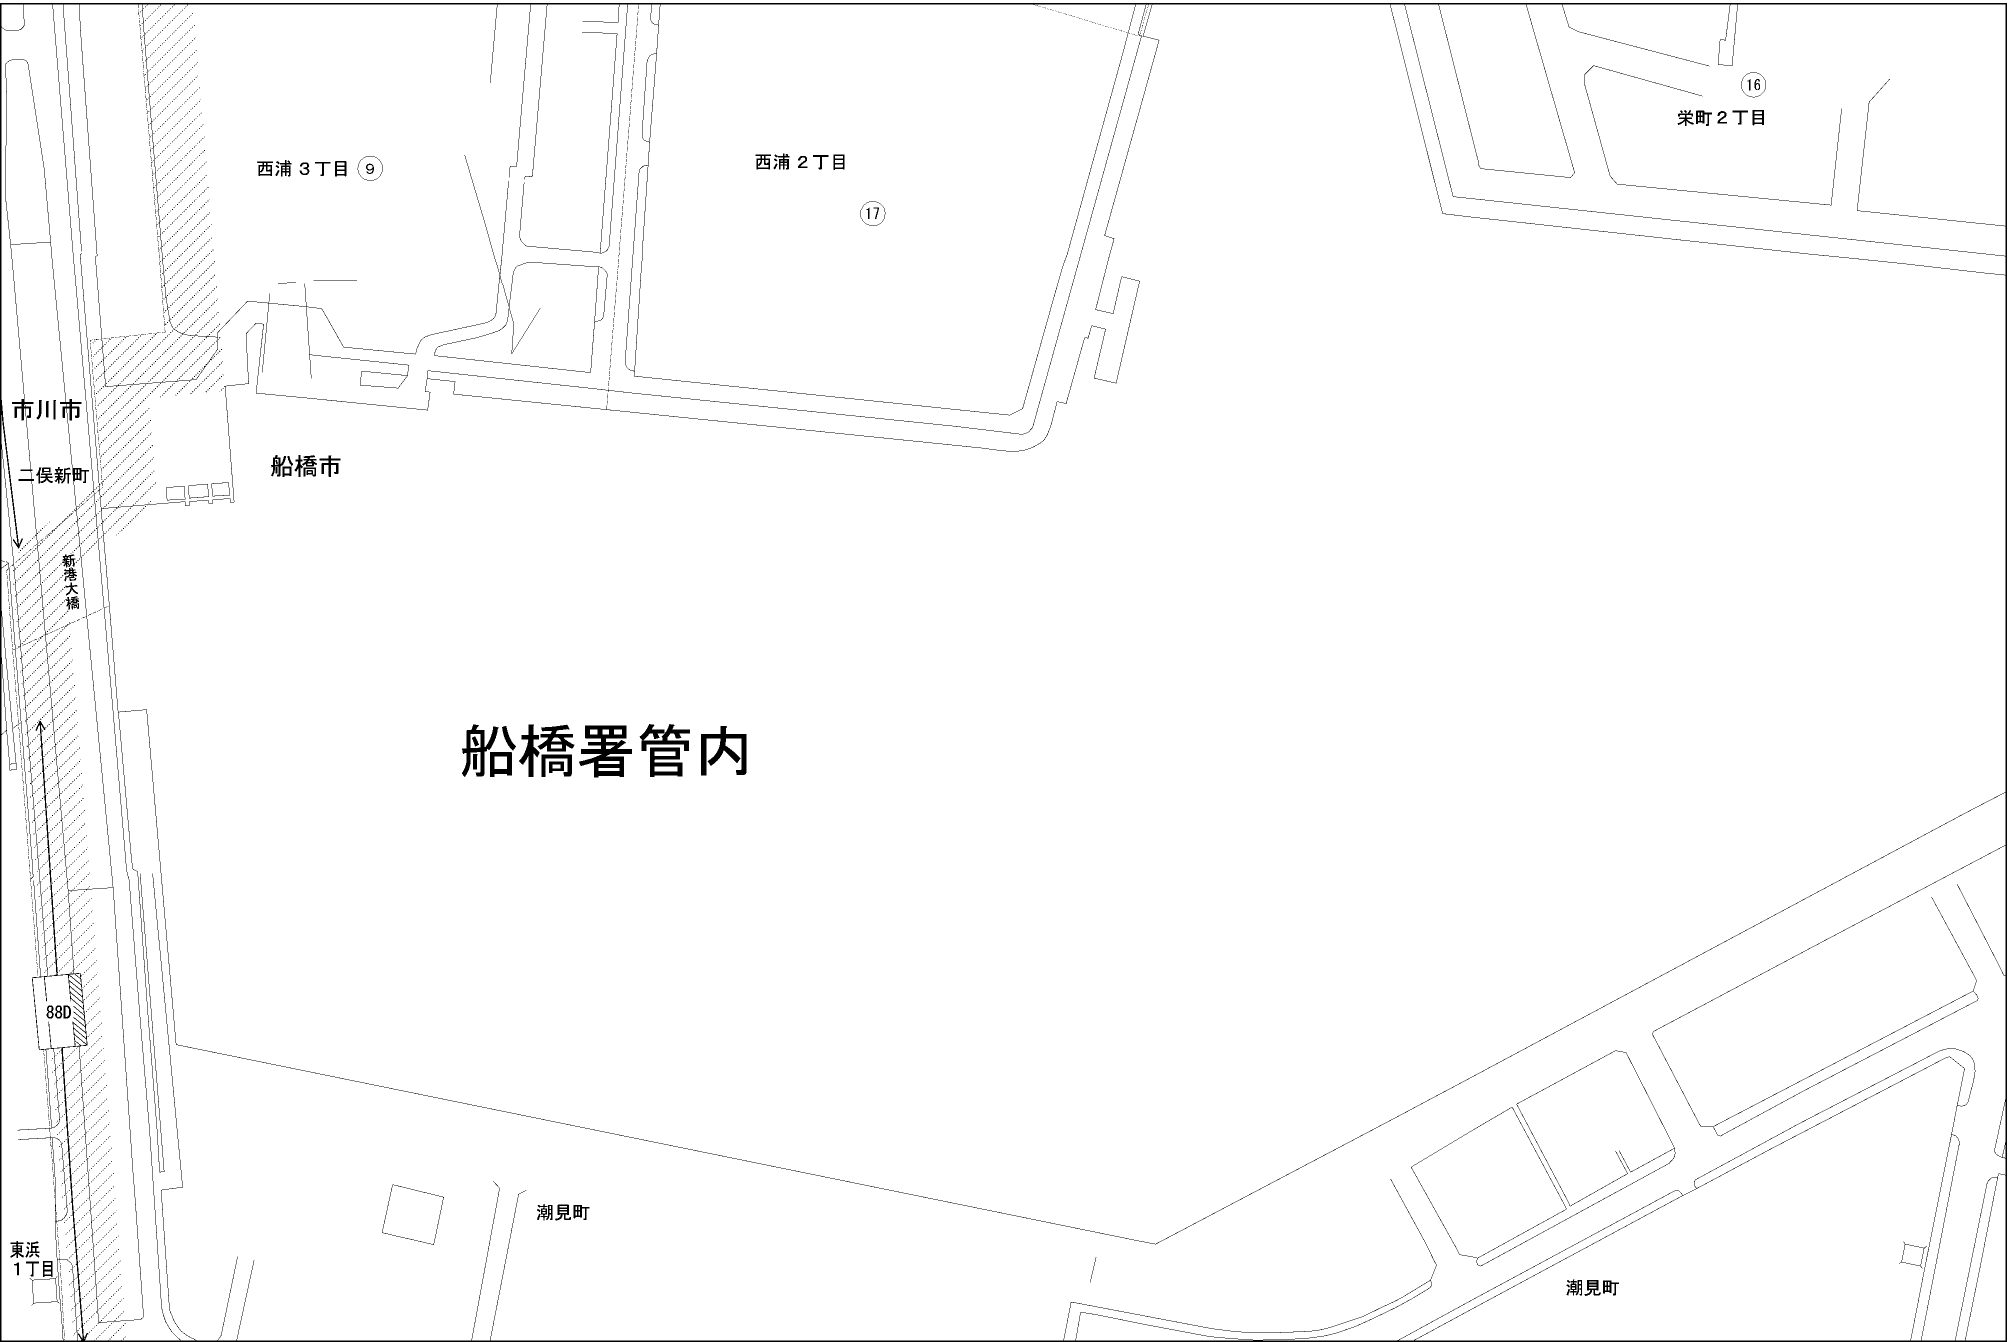 ⑯
栄町２丁目
西浦３丁目 ⑨
西浦２丁目
⑰
市川市
二俣新町
船橋市
新港大橋
船橋署管内
88D
潮見町
東浜
１丁目
潮見町